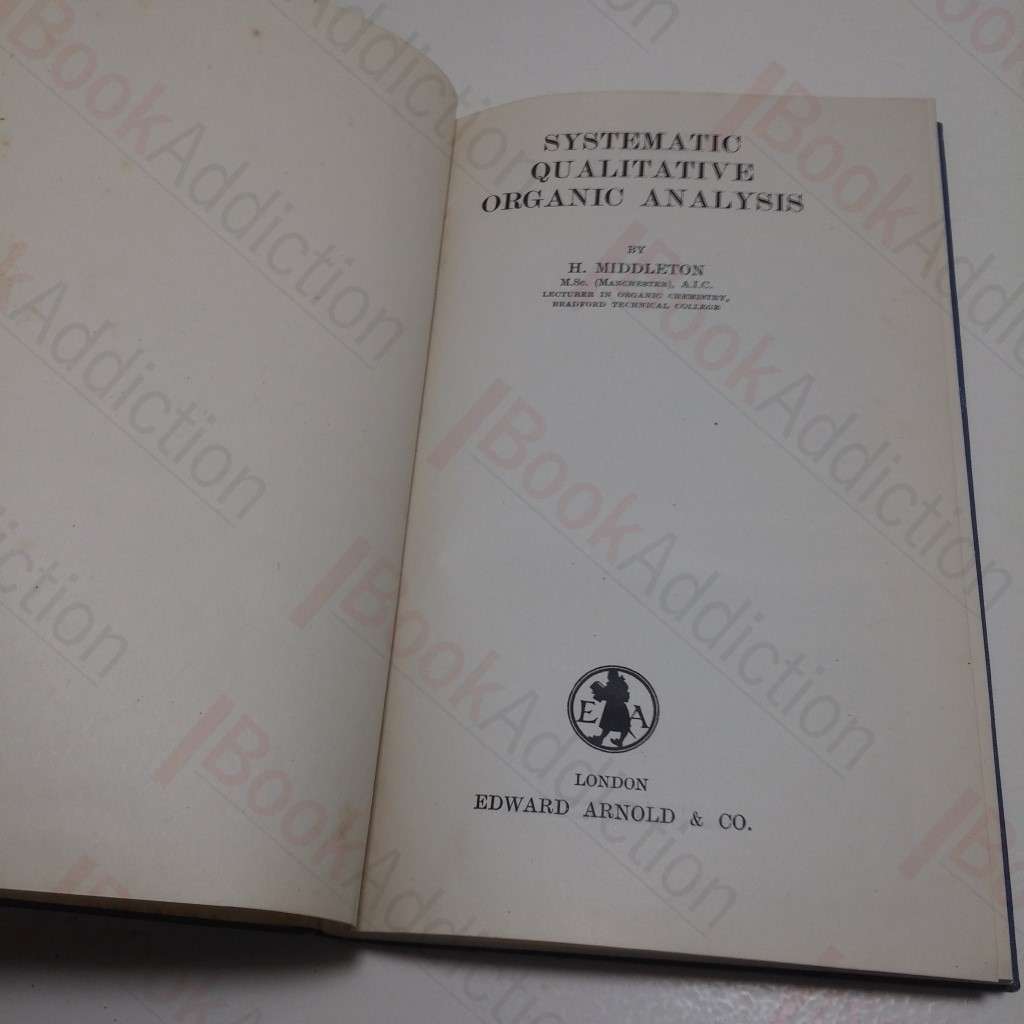 SYSTEMATIC
QUALITATIVE
ORGANIC ANALYSIS
BY
H. MIDDLETON
M.Sc. (Manchester), A.I.C.
LECTURER IN ORGANIC CHEMISTRY,
BRADFORD TECHNICAL COLLEGE
E A
LONDON
EDWARD ARNOLD & CO.
BookAddiction